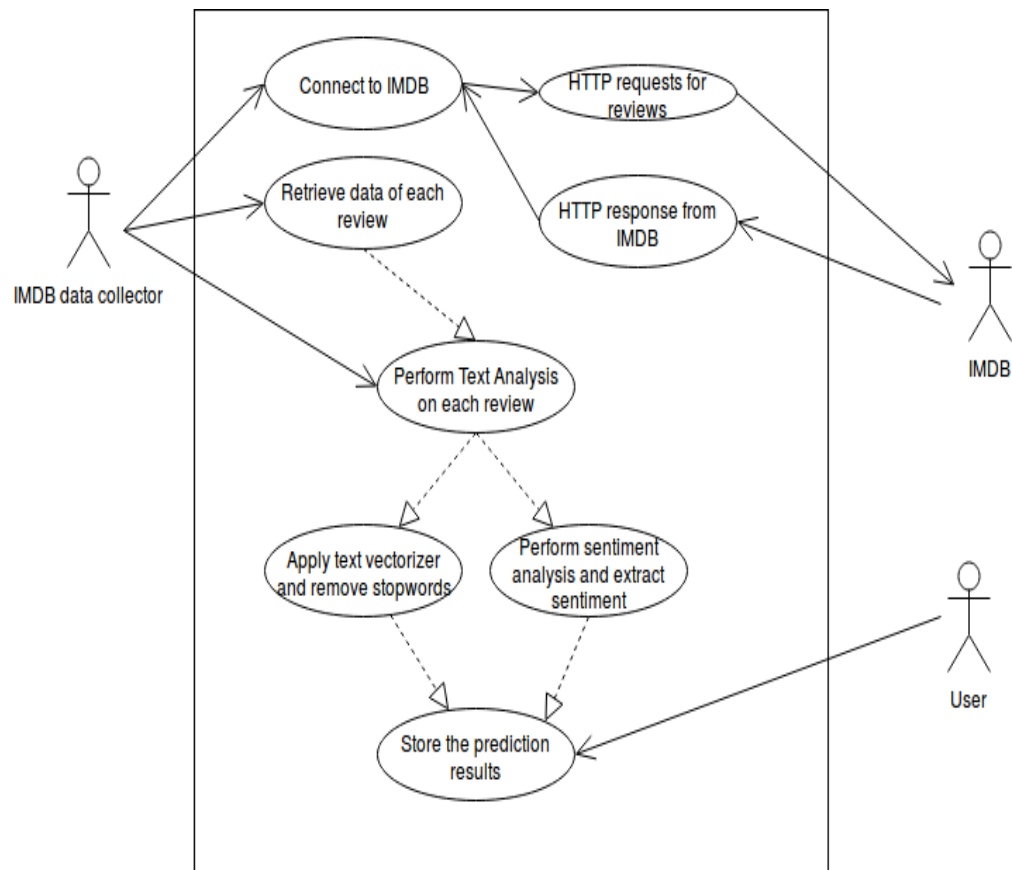 Connect to IMDB
HTTP requests for
reviews
Retrieve data of each
review
HTTP response from
IMDB
IMDB data collector
IMDB
Perform Text Analysis
on each review
Apply text vectorizer
and remove stopwords
Perform sentiment
analysis and extract
sentiment
User
Store the prediction
results